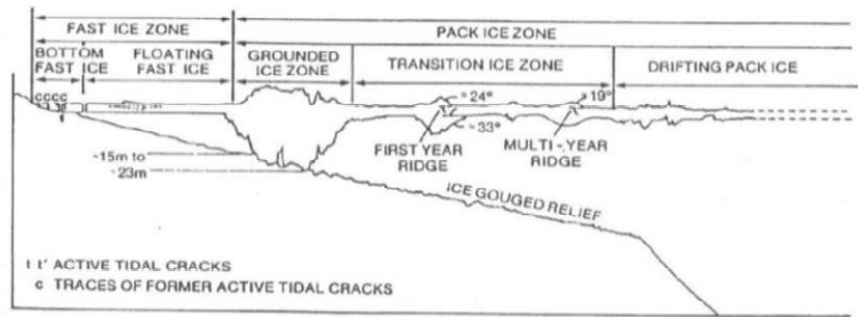 FAST ICE ZONE
PACK ICE ZONE
BOTTOM FAST ICE
FLOATING FAST ICE
GROUNDED ICE ZONE
TRANSITION ICE ZONE
DRIFTING PACK ICE
cccc
≈24°
≈19°
≈33°
FIRST YEAR RIDGE
MULTI-YEAR RIDGE
~15m to
~23m
ICE GOUGED RELIEF
t t' ACTIVE TIDAL CRACKS
c TRACES OF FORMER ACTIVE TIDAL CRACKS